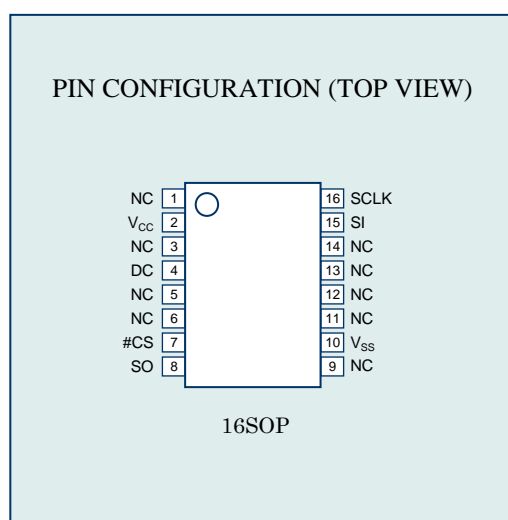 PIN CONFIGURATION (TOP VIEW)
NC 1 16 SCLK
VCC 2 15 SI
NC 3 14 NC
DC 4 13 NC
NC 5 12 NC
NC 6 11 NC
#CS 7 10 VSS
SO 8 9 NC
16SOP